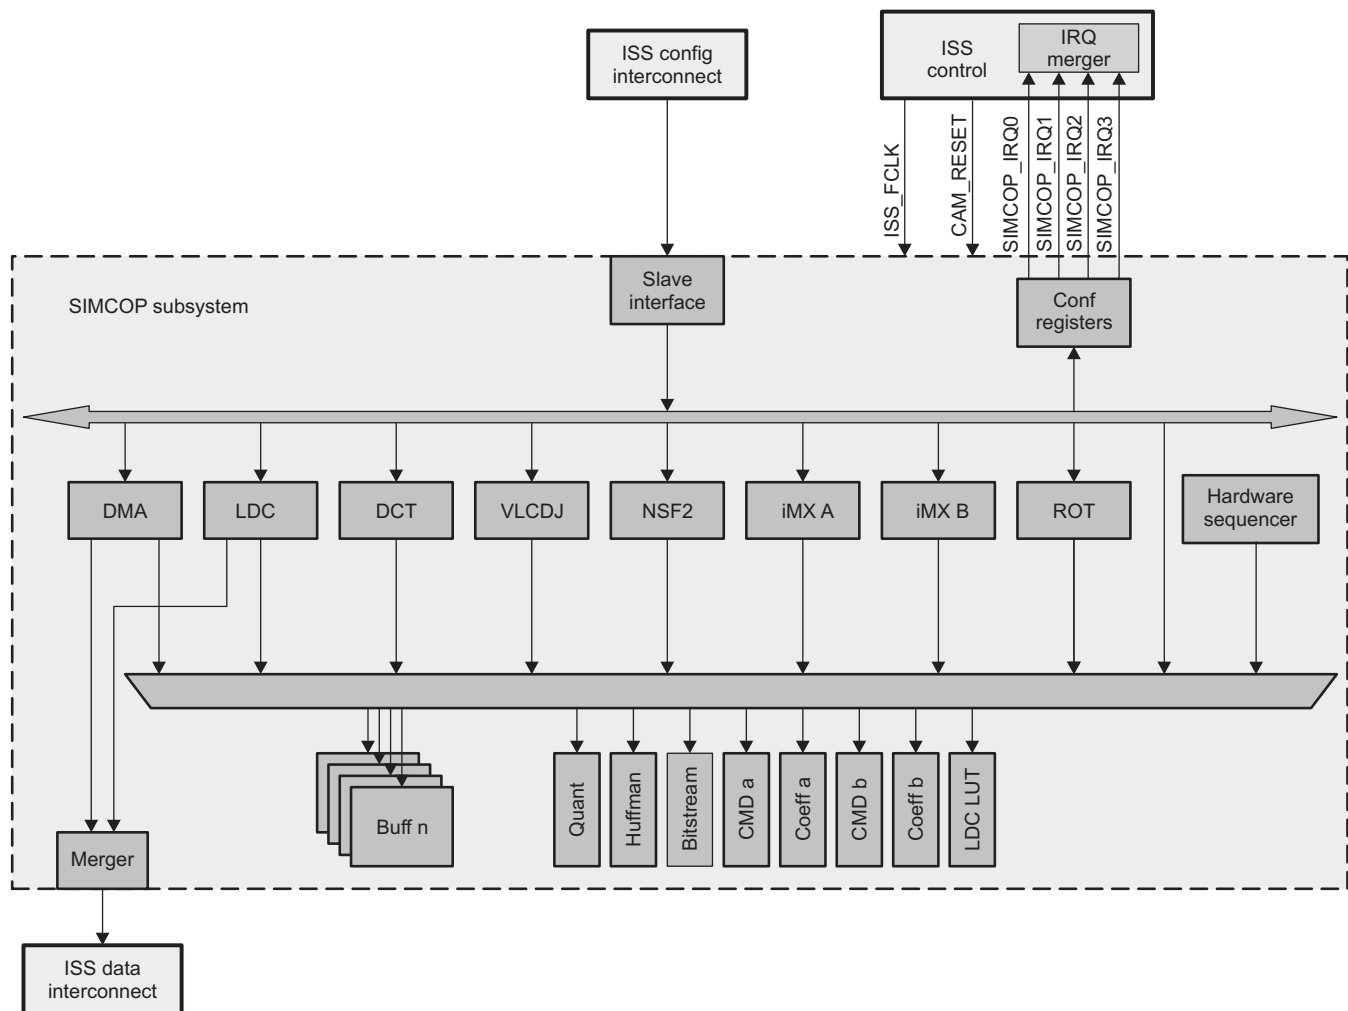 ISS config
interconnect
ISS
control
IRQ
merger
ISS_FCLK
CAM_RESET
SIMCOP_IRQ0
SIMCOP_IRQ1
SIMCOP_IRQ2
SIMCOP_IRQ3
SIMCOP subsystem
Slave
interface
Conf
registers
DMA
LDC
DCT
VLCDJ
NSF2
iMX A
iMX B
ROT
Hardware
sequencer
Buff n
Quant
Huffman
Bitstream
CMD a
Coeff a
CMD b
Coeff b
LDC LUT
Merger
ISS data
interconnect